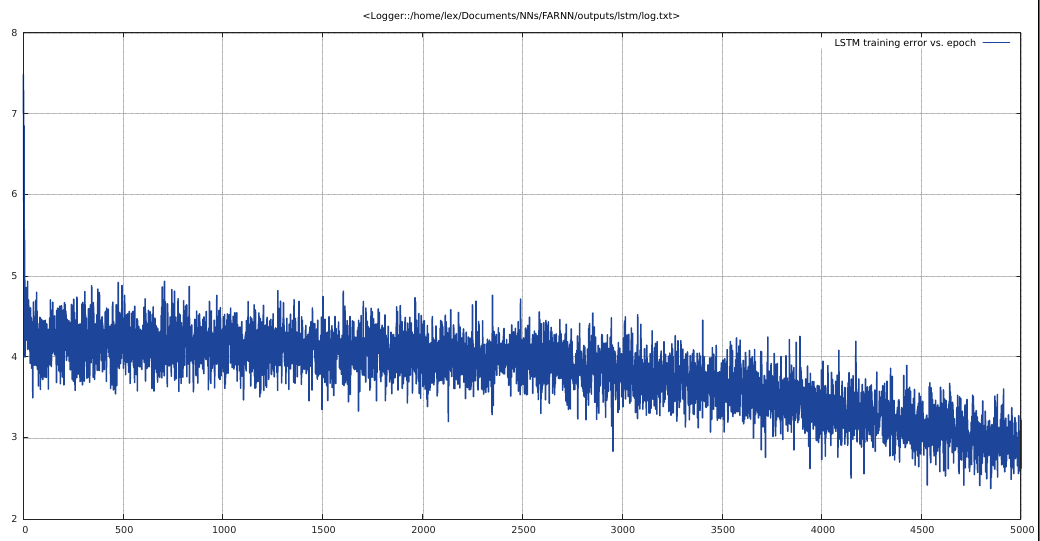 <Logger::/home/lex/Documents/NNs/FARNN/outputs/lstm/log.txt>
LSTM training error vs. epoch
8
7
6
5
4
3
2
0 500 1000 1500 2000 2500 3000 3500 4000 4500 5000